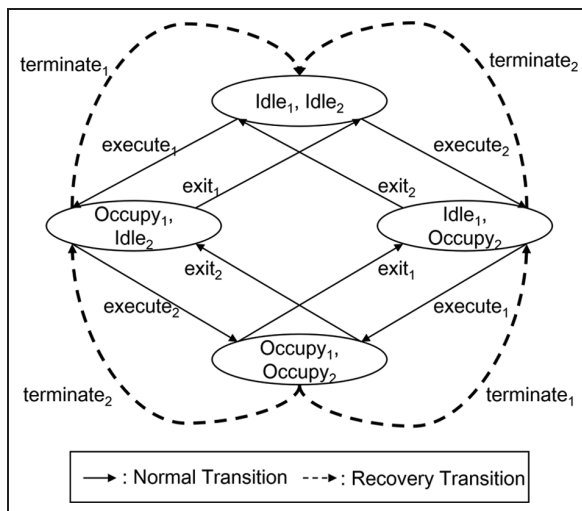 terminate₁
terminate₂
Idle₁, Idle₂
execute₁
execute₂
exit₁
exit₂
Occupy₁,
Idle₂
Idle₁,
Occupy₂
exit₂
exit₁
execute₂
execute₁
Occupy₁,
Occupy₂
terminate₂
terminate₁
: Normal Transition
: Recovery Transition